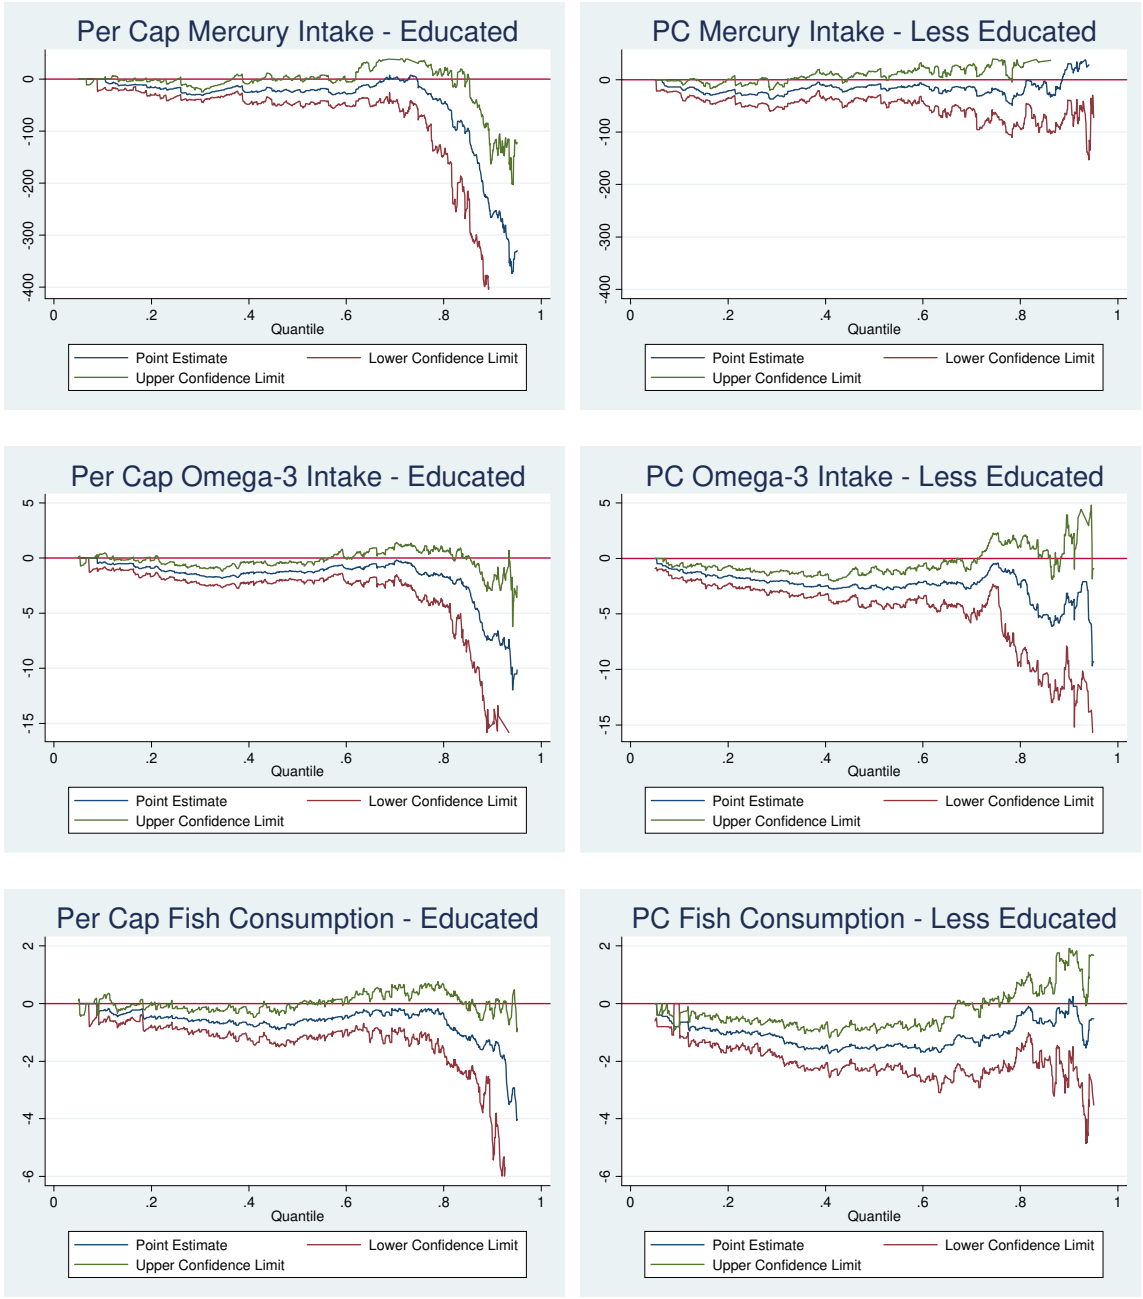 Per Cap Mercury Intake - Educated
0
-100
-200
-300
-400
0 .2 .4 .6 .8 1
Quantile
Point Estimate Lower Confidence Limit
Upper Confidence Limit
PC Mercury Intake - Less Educated
0
-100
-200
-300
-400
0 .2 .4 .6 .8 1
Quantile
Point Estimate Lower Confidence Limit
Upper Confidence Limit
Per Cap Omega-3 Intake - Educated
5
0
-5
-10
-15
0 .2 .4 .6 .8 1
Quantile
Point Estimate Lower Confidence Limit
Upper Confidence Limit
PC Omega-3 Intake - Less Educated
5
0
-5
-10
-15
0 .2 .4 .6 .8 1
Quantile
Point Estimate Lower Confidence Limit
Upper Confidence Limit
Per Cap Fish Consumption - Educated
2
0
-2
-4
-6
0 .2 .4 .6 .8 1
Quantile
Point Estimate Lower Confidence Limit
Upper Confidence Limit
PC Fish Consumption - Less Educated
2
0
-2
-4
-6
0 .2 .4 .6 .8 1
Quantile
Point Estimate Lower Confidence Limit
Upper Confidence Limit